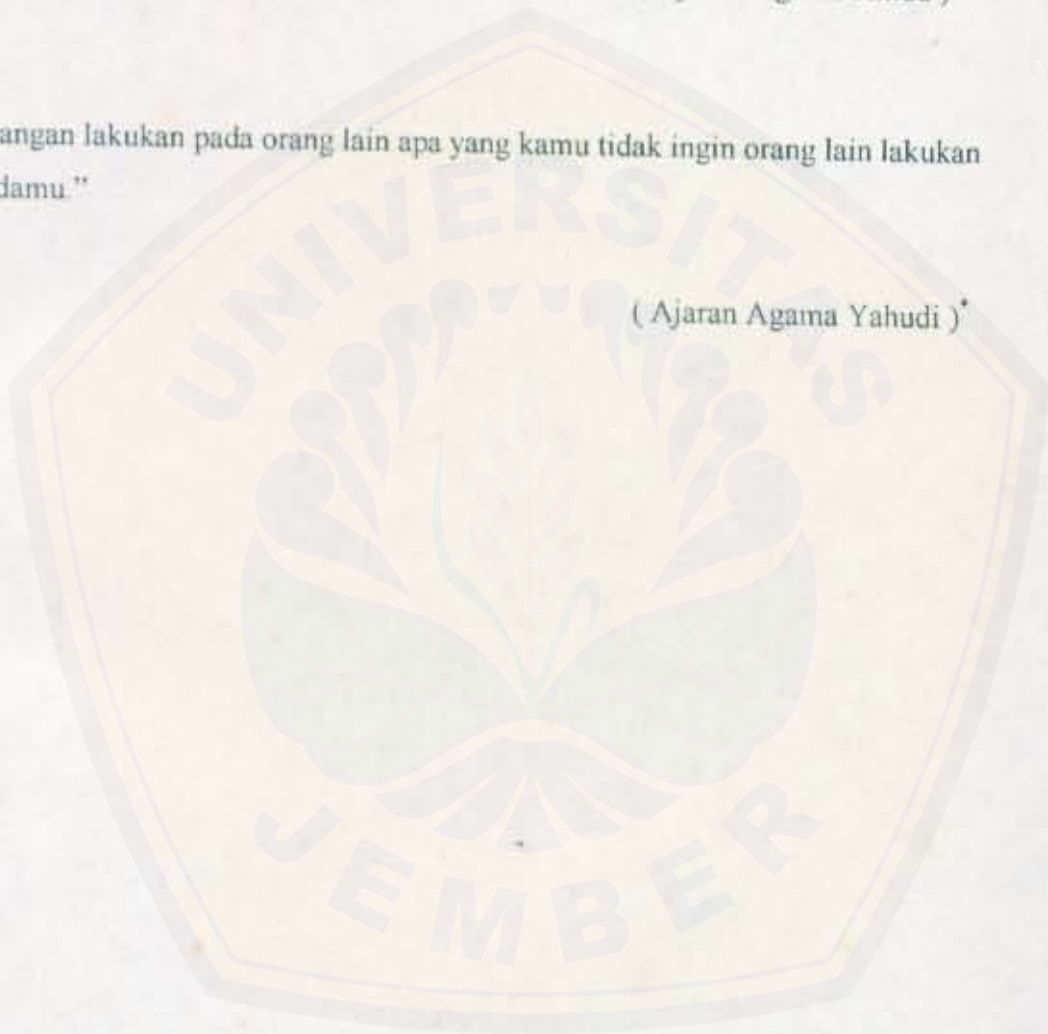 angan lakukan pada orang lain apa yang kamu tidak ingin orang lain lakukan
damu."
( Ajaran Agama Yahudi )*
UNIVERSITAS
JEMBER